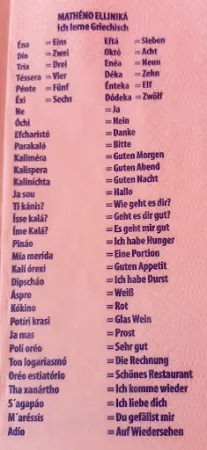 MATHÉNO ELLINIKÁ
Ich lerne Griechisch
Éna = Eins Eftá = Sieben
Dío = Zwei Októ = Acht
Tría = Drei Enéa = Neun
Téssera = Vier Déka = Zehn
Pénte = Fünf Énteka = Elf
Éxi = Sechs Dódeka = Zwölf
Ne = Ja
Óchi = Nein
Efcharistó = Danke
Parakaló = Bitte
Kaliméra = Guten Morgen
Kalispera = Guten Abend
Kaliníchta = Guten Nacht
Ja sou = Hallo
Ti kánis? = Wie geht es dir?
Ísse kalá? = Geht es dir gut?
Íme Kalá? = Es geht mir gut
Pináo = Ich habe Hunger
Mía merida = Eine Portion
Kalí órexi = Guten Appetit
Dipscháo = Ich habe Durst
Áspro = Weiß
Kókino = Rot
Potíri krasi = Glas Wein
Ja mas = Prost
Polí oréo = Sehr gut
Ton logariasmó = Die Rechnung
Oréo estiatório = Schönes Restaurant
Tha xanártho = Ich komme wieder
S´agapáo = Ich liebe dich
M´aréssis = Du gefällst mir
Adío = Auf Wiedersehen